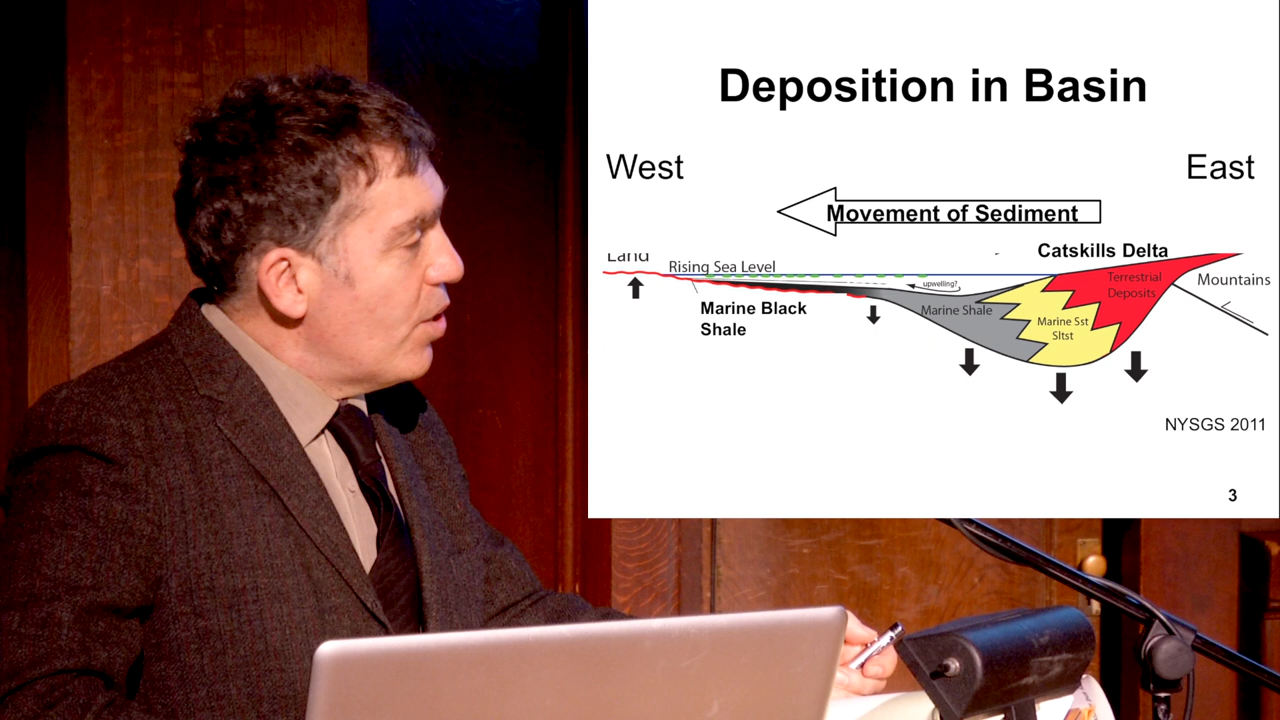 Deposition in Basin
West
East
Movement of Sediment
Catskills Delta
Land
Rising Sea Level
Terrestrial
Deposits
Mountains
upwelling?
Marine Black
Shale
Marine Shale
Marine Sst
Sltst
NYSGS 2011
3